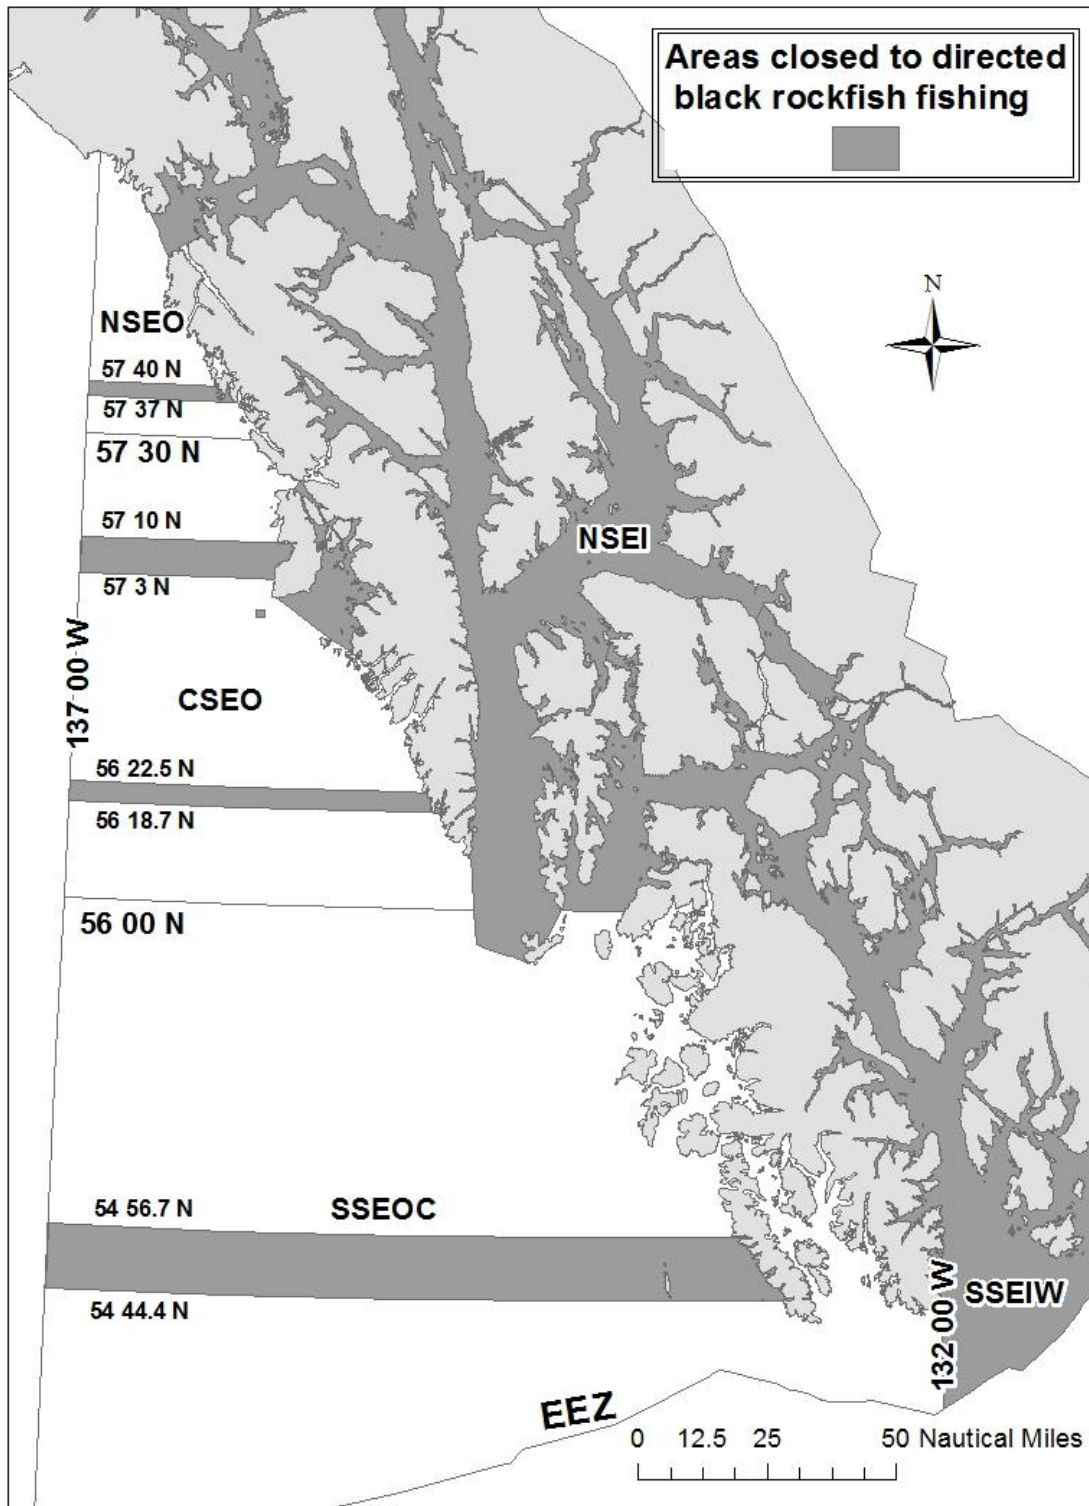 Areas closed to directed
black rockfish fishing
N
NSEO
57 40 N
57 37 N
57 30 N
57 10 N
NSEI
57 3 N
137 00 W
CSEO
56 22.5 N
56 18.7 N
56 00 N
54 56.7 N
SSEOC
54 44.4 N
SSEIW
132 00 W
EEZ
0 12.5 25 50 Nautical Miles